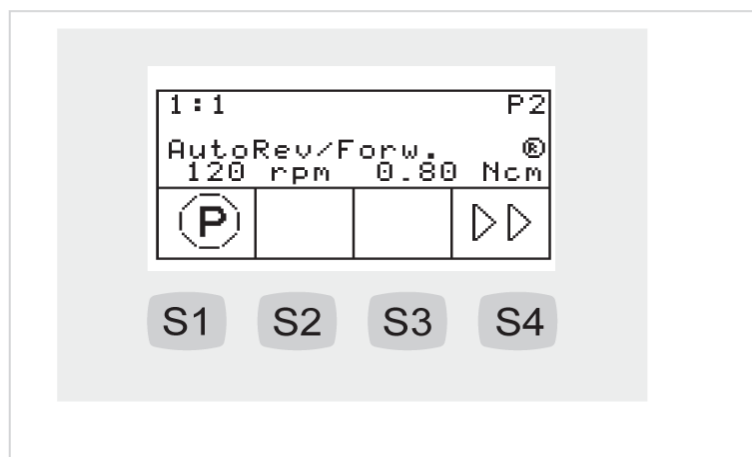 1:1 P2
AutoRev/Forw. ®
120 rpm 0.80 Ncm
P
S1 S2 S3 S4